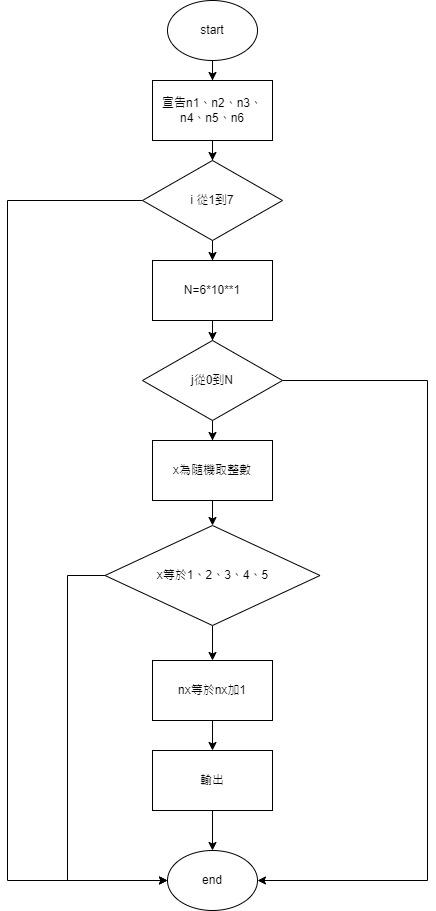 start
宣告n1、n2、n3、
n4、n5、n6
i 從1到7
N=6*10**1
j從0到N
x為隨機取整數
x等於1、2、3、4、5
nx等於nx加1
輸出
end